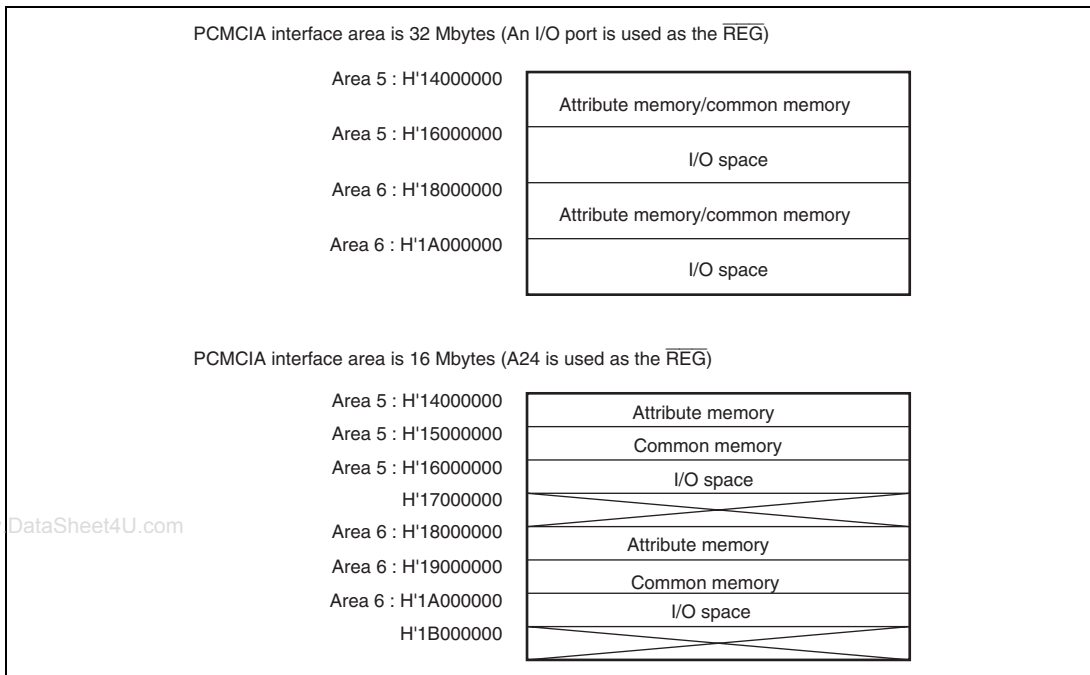 PCMCIA interface area is 32 Mbytes (An I/O port is used as the REG)
Area 5 : H'14000000
Attribute memory/common memory
Area 5 : H'16000000
I/O space
Area 6 : H'18000000
Attribute memory/common memory
Area 6 : H'1A000000
I/O space
PCMCIA interface area is 16 Mbytes (A24 is used as the REG)
Area 5 : H'14000000
Attribute memory
Area 5 : H'15000000
Common memory
Area 5 : H'16000000
I/O space
H'17000000
DataSheet4U.com
Area 6 : H'18000000
Attribute memory
Area 6 : H'19000000
Common memory
Area 6 : H'1A000000
I/O space
H'1B000000